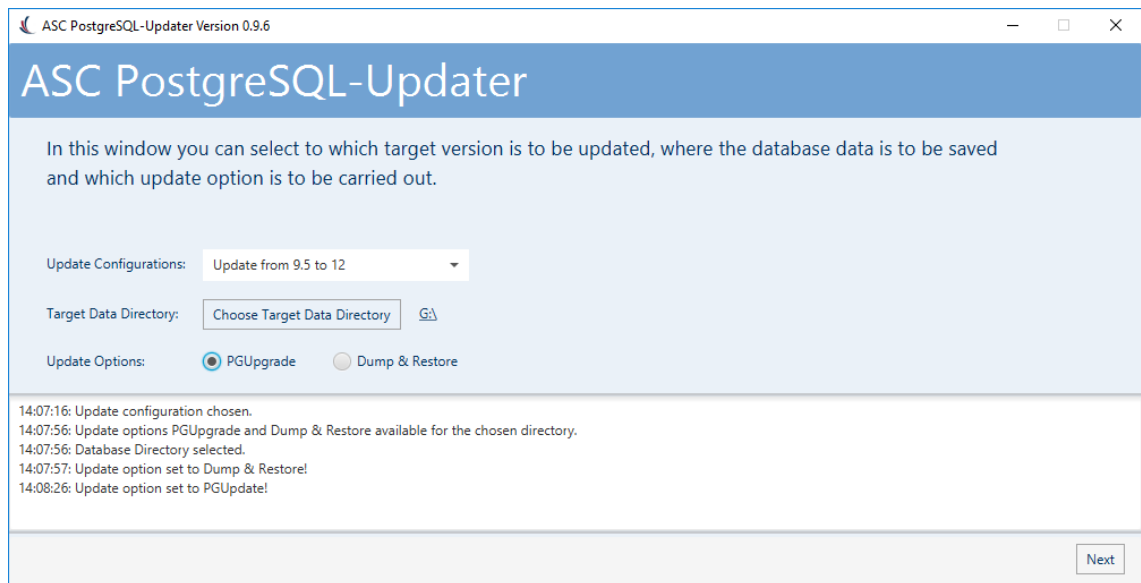 ASC PostgreSQL-Updater Version 0.9.6
ASC PostgreSQL-Updater
In this window you can select to which target version is to be updated, where the database data is to be saved
and which update option is to be carried out.
Update Configurations: Update from 9.5 to 12
Target Data Directory: Choose Target Data Directory G:\
Update Options: PGUpgrade Dump & Restore
14:07:16: Update configuration chosen.
14:07:56: Update options PGUpgrade and Dump & Restore available for the chosen directory.
14:07:56: Database Directory selected.
14:07:57: Update option set to Dump & Restore!
14:08:26: Update option set to PGUpdate!
Next